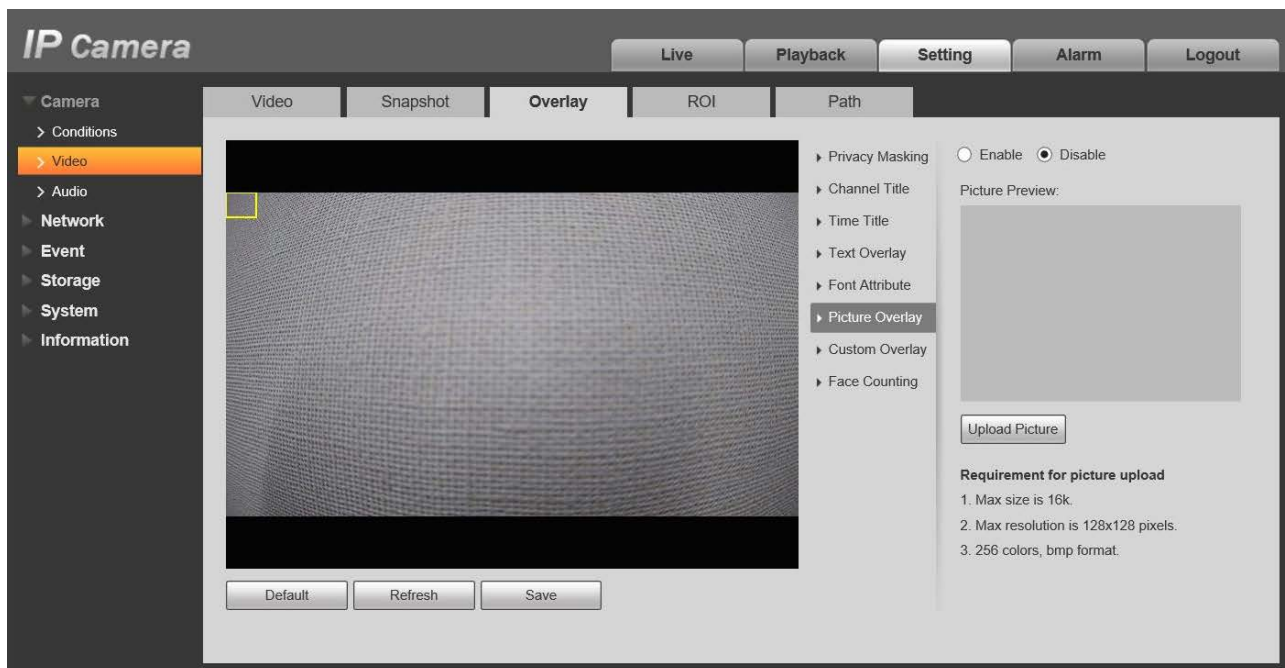 IP Camera
Live
Playback
Setting
Alarm
Logout
Camera
Conditions
Video
Audio
Network
Event
Storage
System
Information
Video
Snapshot
Overlay
ROI
Path
Privacy Masking
Channel Title
Time Title
Text Overlay
Font Attribute
Picture Overlay
Custom Overlay
Face Counting
Enable Disable
Picture Preview:
Upload Picture
Requirement for picture upload
1. Max size is 16k.
2. Max resolution is 128x128 pixels.
3. 256 colors, bmp format.
Default
Refresh
Save